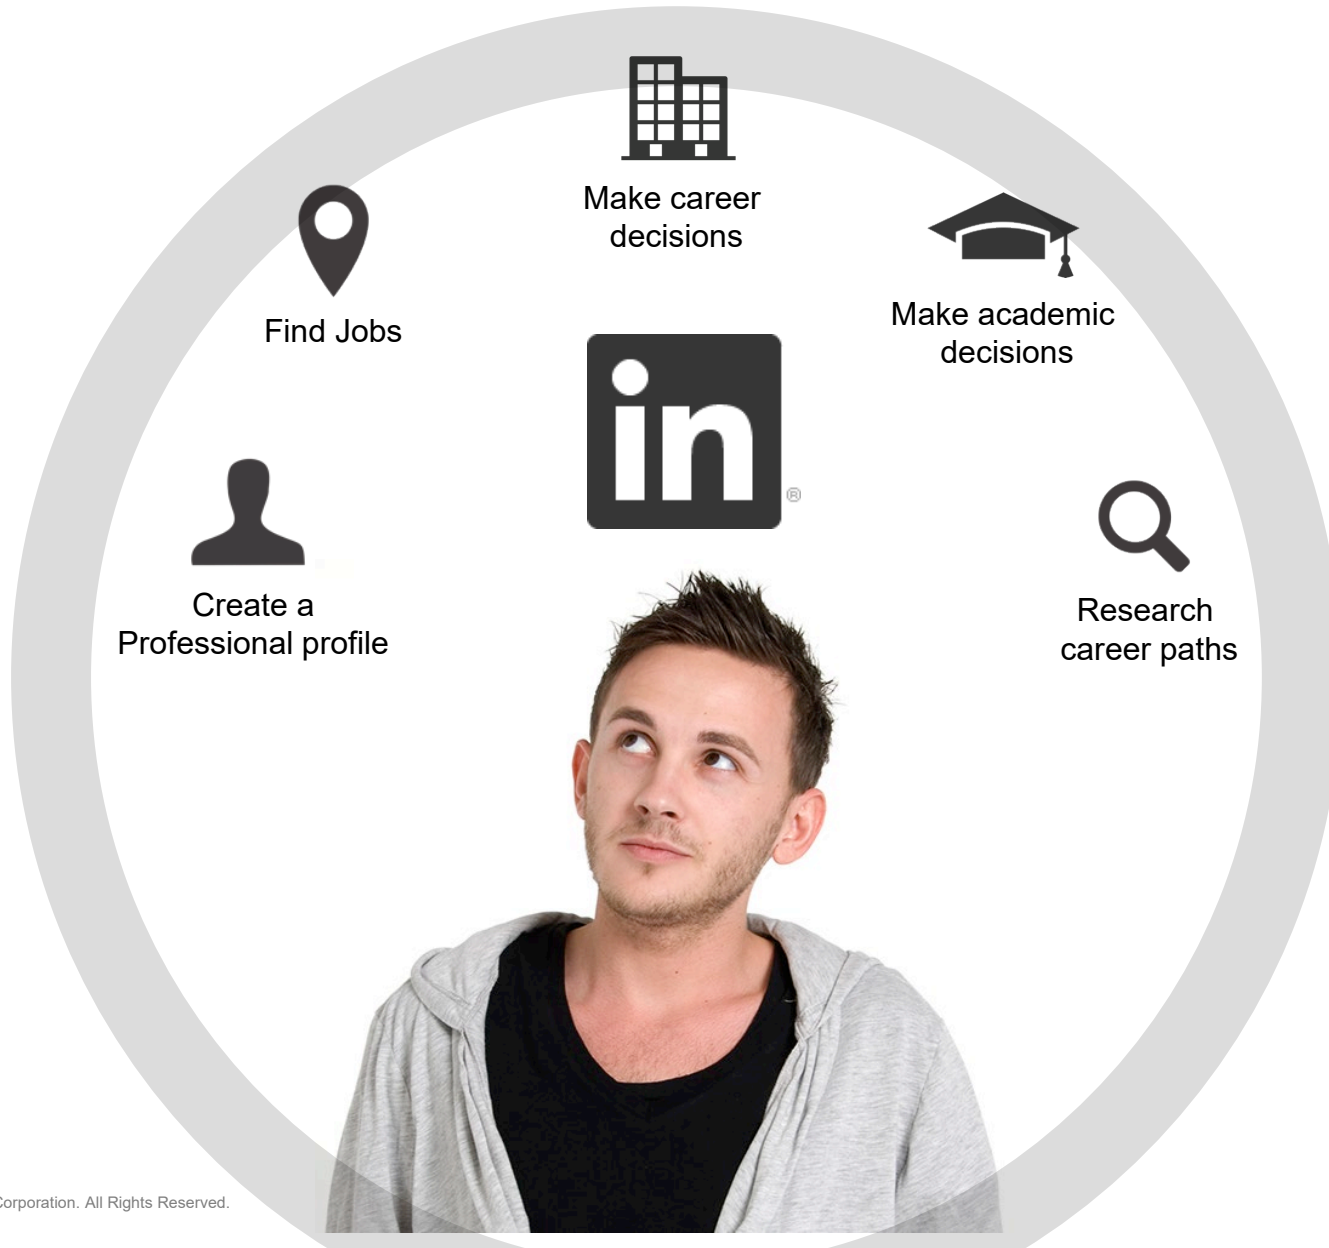 Make career
decisions
Find Jobs
Make academic
decisions
in®
Create a
Professional profile
Research
career paths
Corporation. All Rights Reserved.